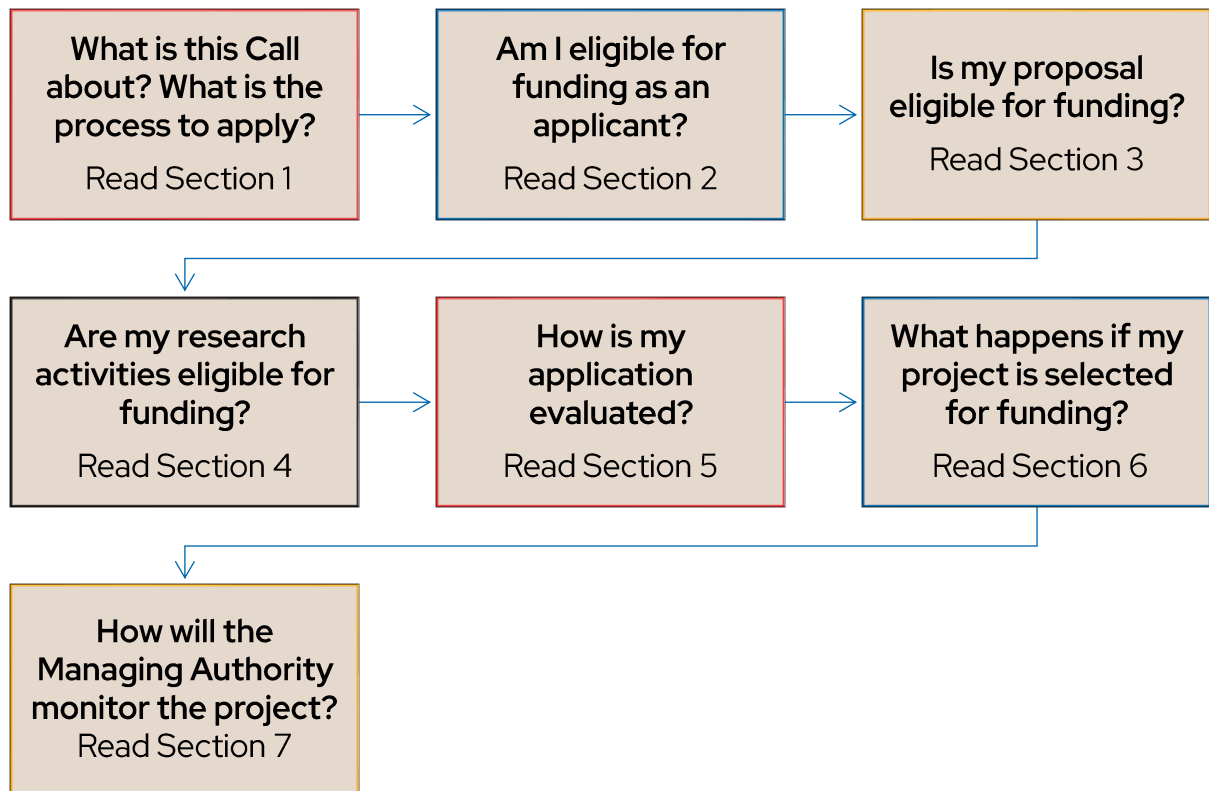 What is this Call
about? What is the
process to apply?
Read Section 1
Am I eligible for
funding as an
applicant?
Read Section 2
Is my proposal
eligible for funding?
Read Section 3
Are my research
activities eligible for
funding?
Read Section 4
How is my
application
evaluated?
Read Section 5
What happens if my
project is selected
for funding?
Read Section 6
How will the
Managing Authority
monitor the project?
Read Section 7